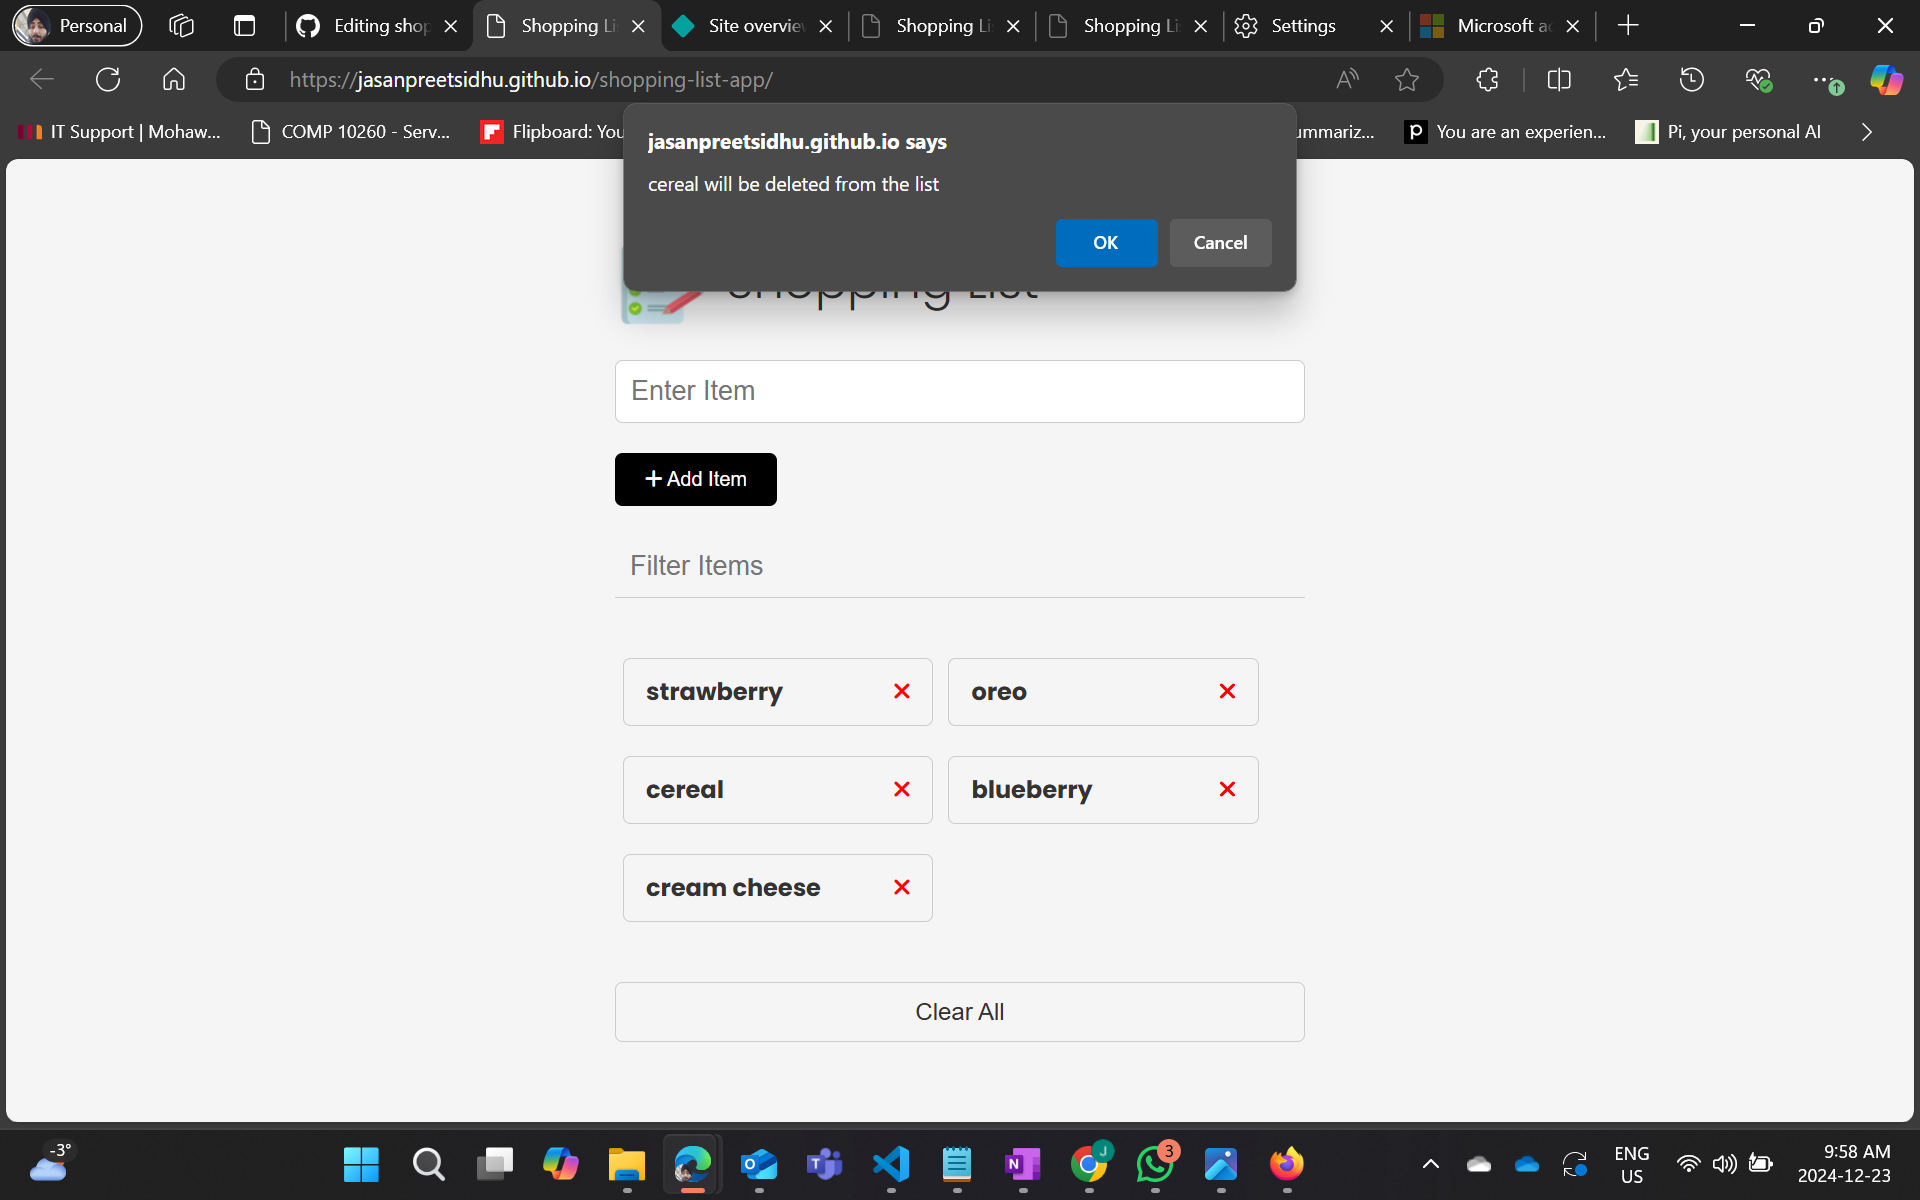 Personal
Editing shop
Shopping Li
Site overvie
Shopping Li
Shopping Li
Settings
Microsoft ac
https://jasanpreetsidhu.github.io/shopping-list-app/
IT Support | Mohaw...
COMP 10260 - Serv...
Flipboard: You
ummariz...
You are an experien...
Pi, your personal AI
jasanpreetsidhu.github.io says
cereal will be deleted from the list
OK
Cancel
Shopping List
Enter Item
+ Add Item
Filter Items
strawberry
oreo
cereal
blueberry
cream cheese
Clear All
-3°
J
3
ENG
US
9:58 AM
2024-12-23